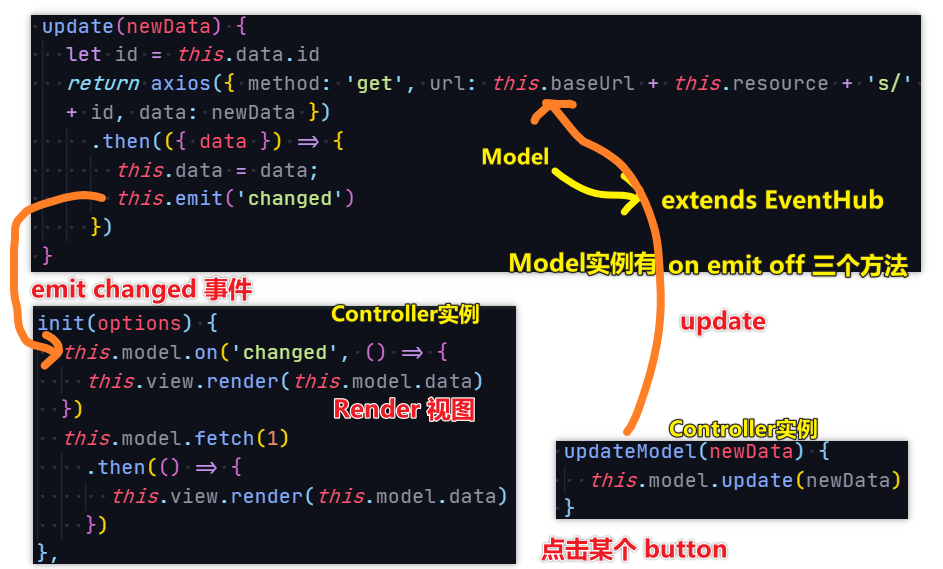 update(newData) {
let id = this.data.id
return axios({ method: 'get', url: this.baseUrl + this.resource + 's/'
+ id, data: newData })
.then(({ data }) => {
this.data = data;
this.emit('changed')
})
}
Model
extends EventHub
Model实例有 on emit off 三个方法
emit changed 事件
Controller实例
init(options) {
this.model.on('changed', () => {
this.view.render(this.model.data)
})
Render 视图
this.model.fetch(1)
.then(() => {
this.view.render(this.model.data)
})
},
update
Controller实例
updateModel(newData) {
this.model.update(newData)
}
点击某个 button